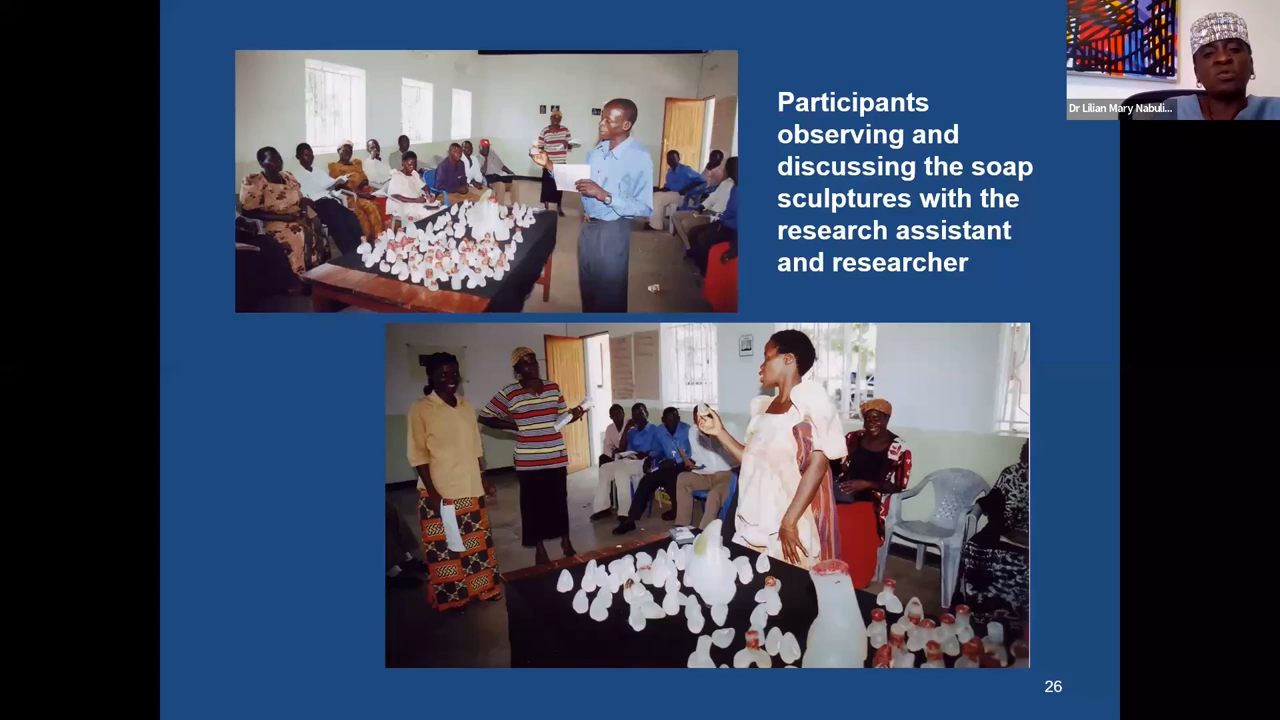 Participants
observing and
discussing the soap
sculptures with the
research assistant
and researcher
Dr Lilian Mary Nabuli...
26